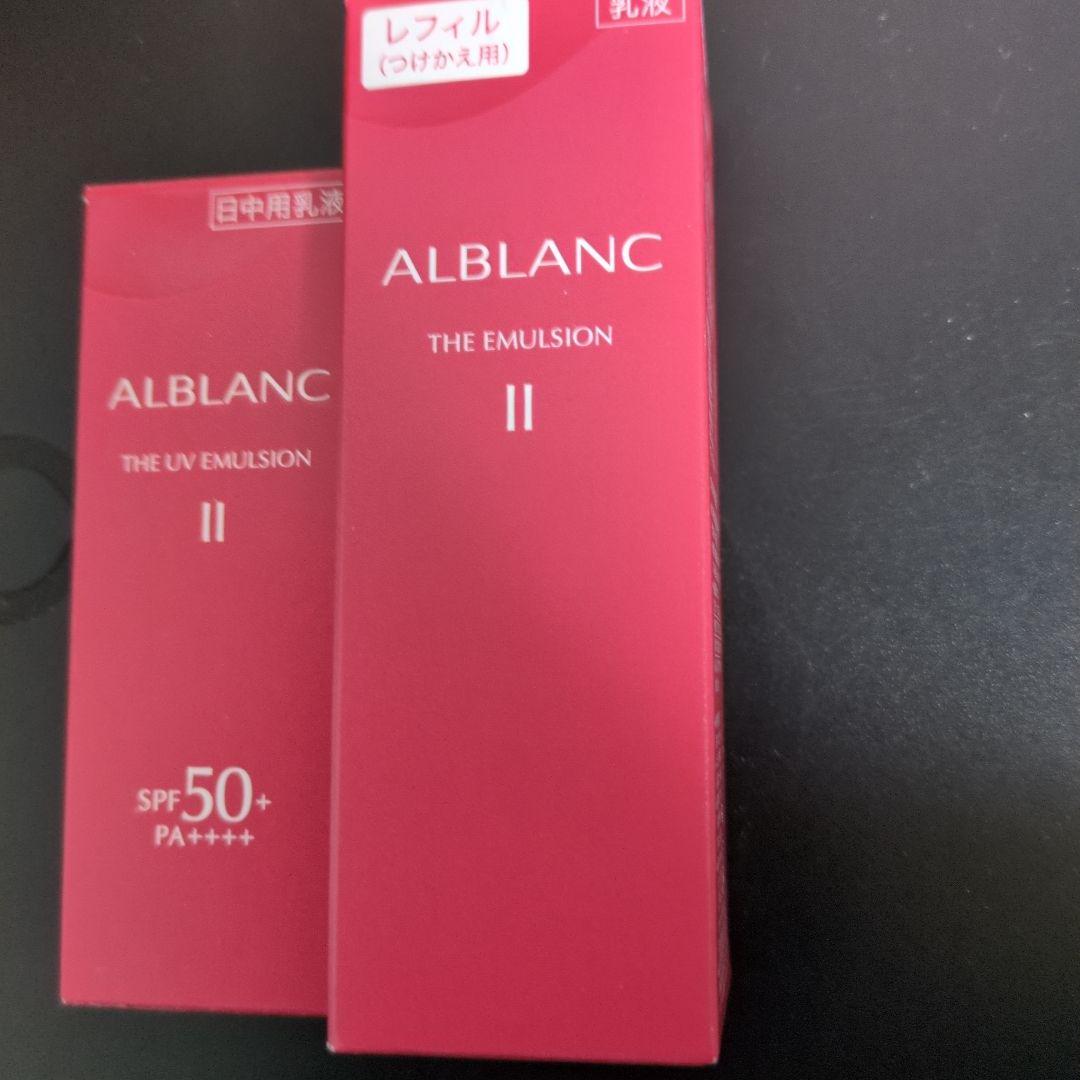 レフィル
(つけかえ用)
乳液
ALBLANC
THE EMULSION
II
日中用乳液
ALBLANC
THE UV EMULSION
II
SPF50+
PA++++